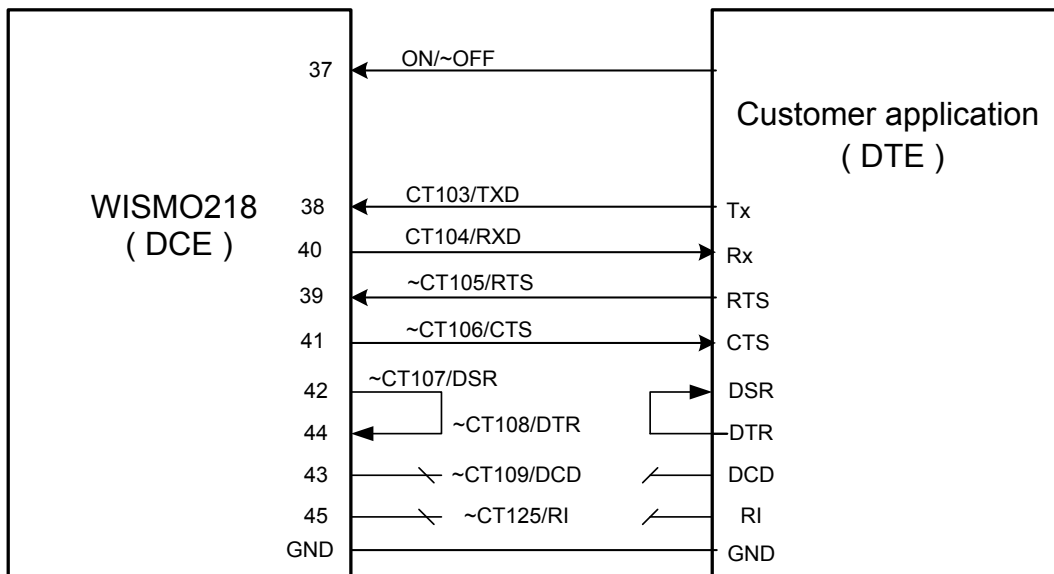 37 ON/~OFF
Customer application
( DTE )
WISMO218
( DCE )
38 CT103/TXD Tx
40 CT104/RXD Rx
39 ~CT105/RTS RTS
41 ~CT106/CTS CTS
42 ~CT107/DSR DSR
44 ~CT108/DTR DTR
43 ~CT109/DCD DCD
45 ~CT125/RI RI
GND GND